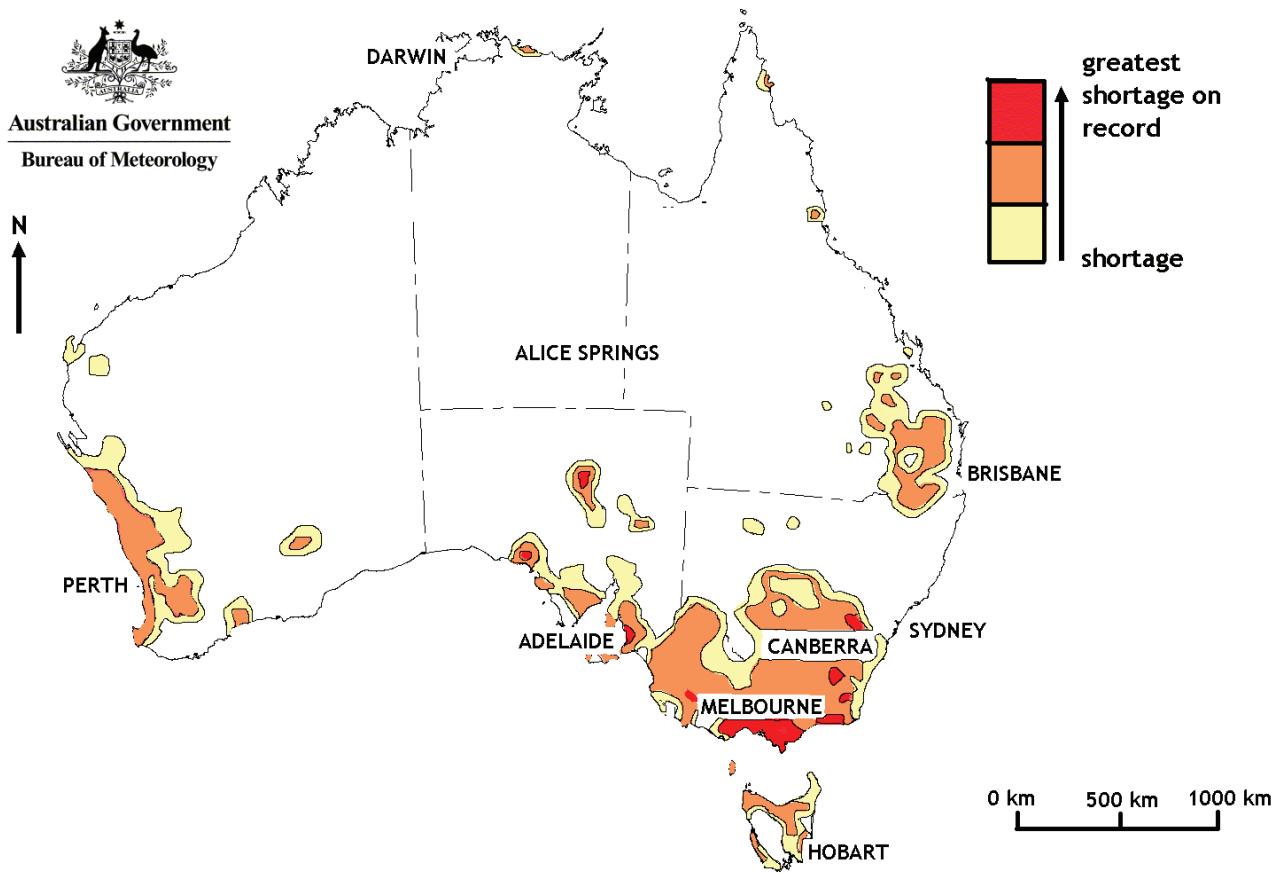 DARWIN
AUSTRALIA
Australian Government
Bureau of Meteorology
greatest
shortage on
record
shortage
N
ALICE SPRINGS
BRISBANE
PERTH
ADELAIDE
SYDNEY
CANBERRA
MELBOURNE
HOBART
0 km 500 km 1000 km